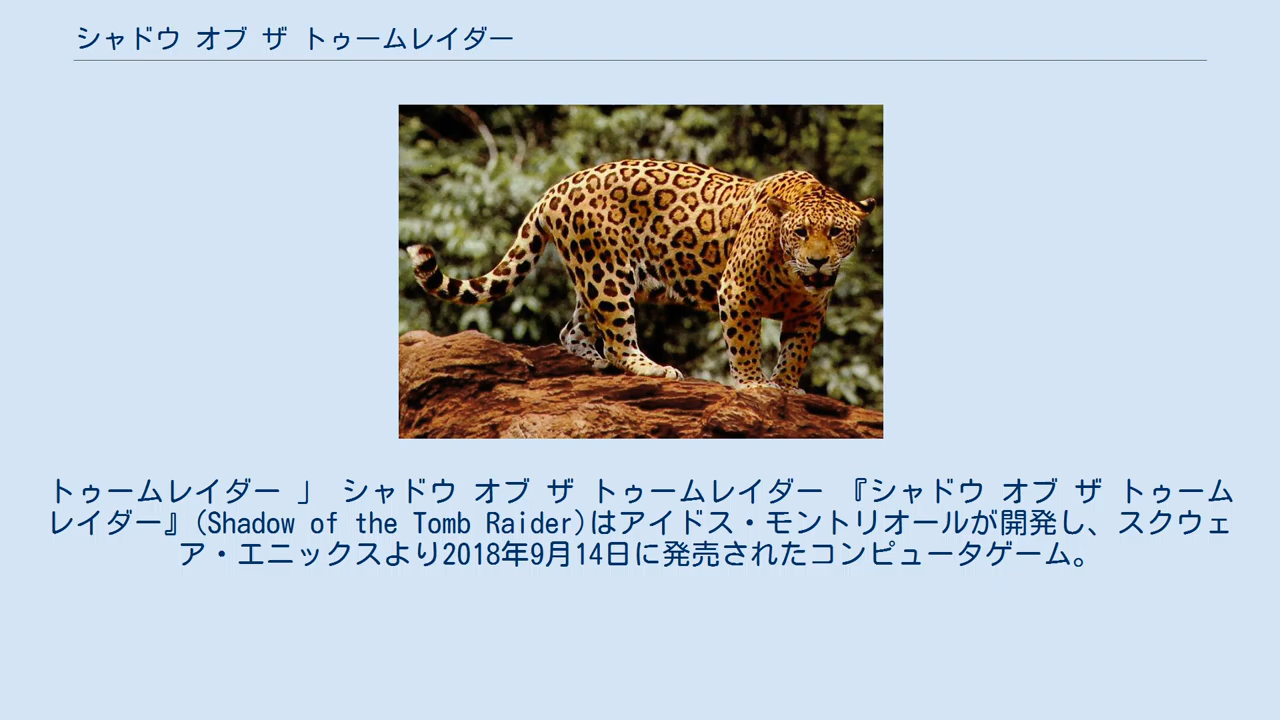 シャドウ オブ ザ トゥームレイダー
トゥームレイダー 」 シャドウ オブ ザ トゥームレイダー 『シャドウ オブ ザ トゥーム
レイダー』(Shadow of the Tomb Raider)はアイドス・モントリオールが開発し、スクウェ
ア・エニックスより2018年9月14日に発売されたコンピュータゲーム。